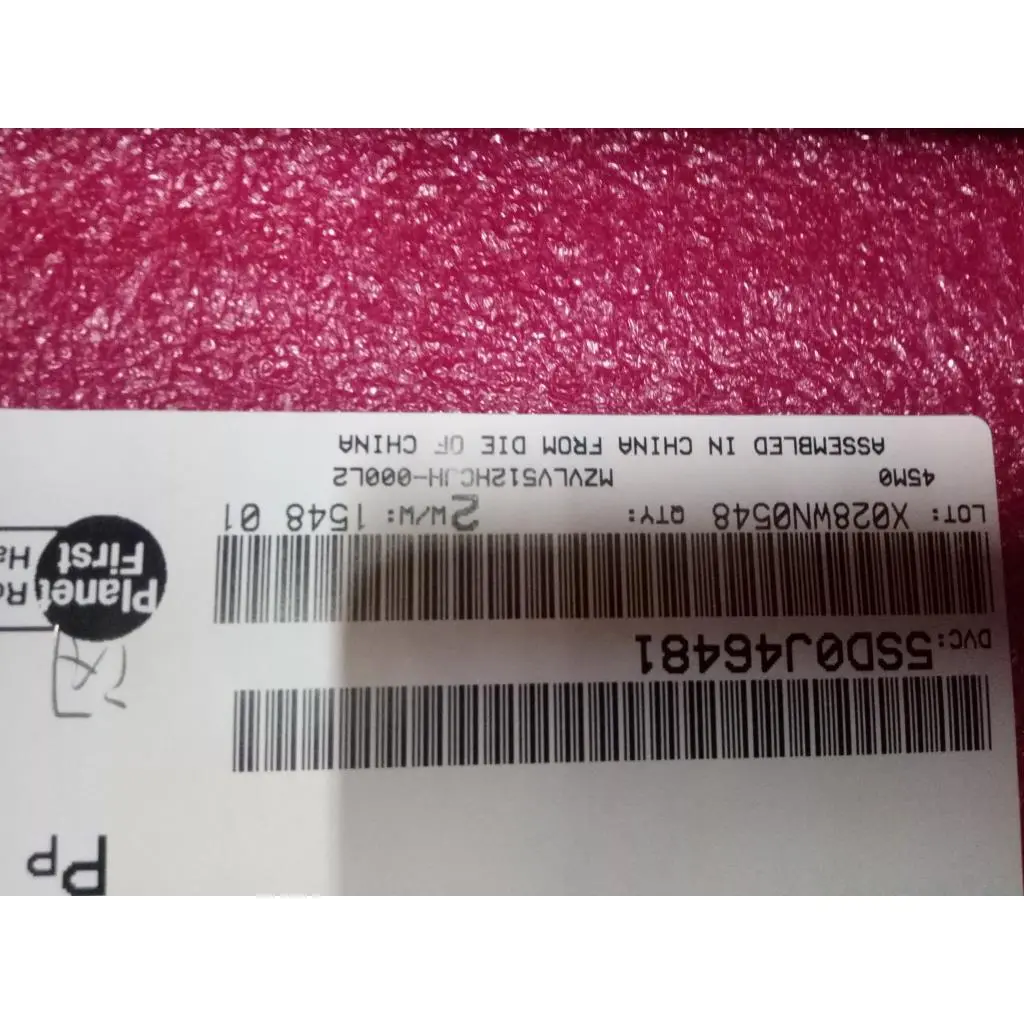 Pp
DVC: 5SD0J46481
LOT: X028WN0548 QTY: 2 W/W: 1548 01
45M0 MZVLV512HCJH-000L2
ASSEMBLED IN CHINA FROM DIE OF CHINA
Planet
First